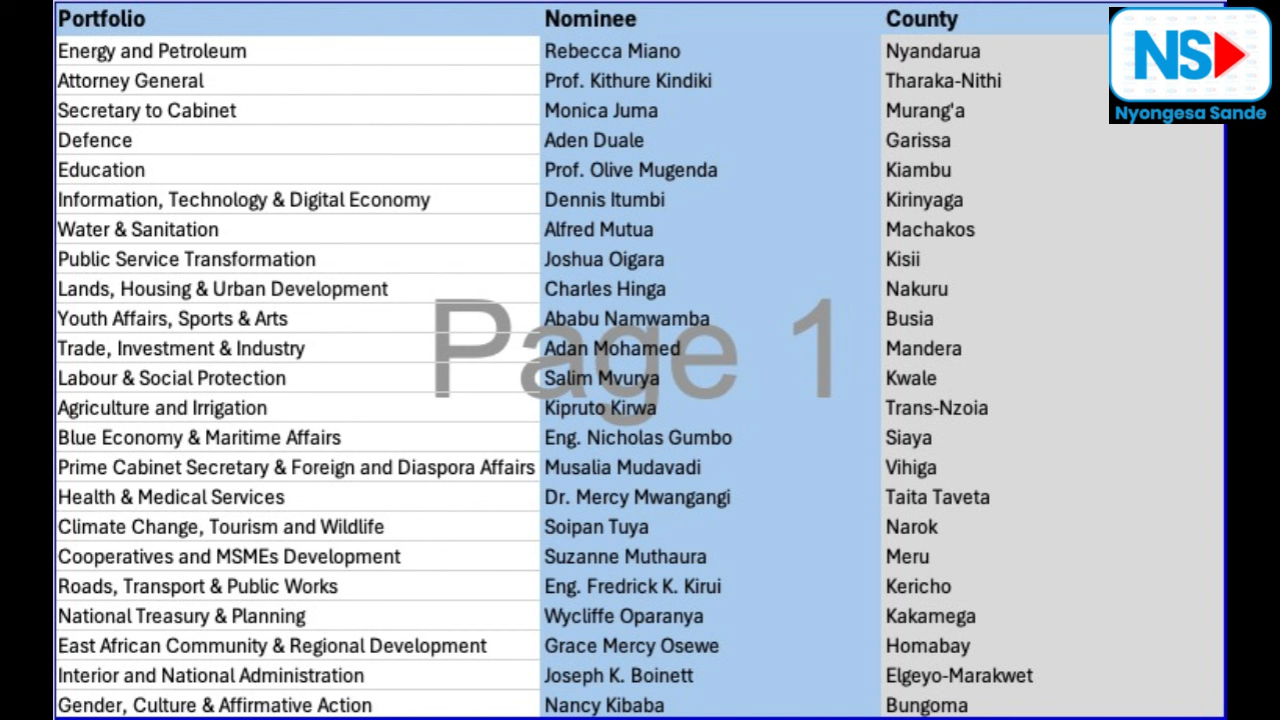 Portfolio Nominee County
Energy and Petroleum Rebecca Miano Nyandarua
Attorney General Prof. Kithure Kindiki Tharaka-Nithi
Secretary to Cabinet Monica Juma Murang'a
Defence Aden Duale Garissa
Education Prof. Olive Mugenda Kiambu
Information, Technology & Digital Economy Dennis Itumbi Kirinyaga
Water & Sanitation Alfred Mutua Machakos
Public Service Transformation Joshua Oigara Kisii
Lands, Housing & Urban Development Charles Hinga Nakuru
Youth Affairs, Sports & Arts Ababu Namwamba Busia
Trade, Investment & Industry Adan Mohamed Mandera
Labour & Social Protection Salim Mvurya Kwale
Agriculture and Irrigation Kipruto Kirwa Trans-Nzoia
Blue Economy & Maritime Affairs Eng. Nicholas Gumbo Siaya
Prime Cabinet Secretary & Foreign and Diaspora Affairs Musalia Mudavadi Vihiga
Health & Medical Services Dr. Mercy Mwangangi Taita Taveta
Climate Change, Tourism and Wildlife Soipan Tuya Narok
Cooperatives and MSMEs Development Suzanne Muthaura Meru
Roads, Transport & Public Works Eng. Fredrick K. Kirui Kericho
National Treasury & Planning Wycliffe Oparanya Kakamega
East African Community & Regional Development Grace Mercy Osewe Homabay
Interior and National Administration Joseph K. Boinett Elgeyo-Marakwet
Gender, Culture & Affirmative Action Nancy Kibaba Bungoma
Page 1
NS
Nyongesa Sande